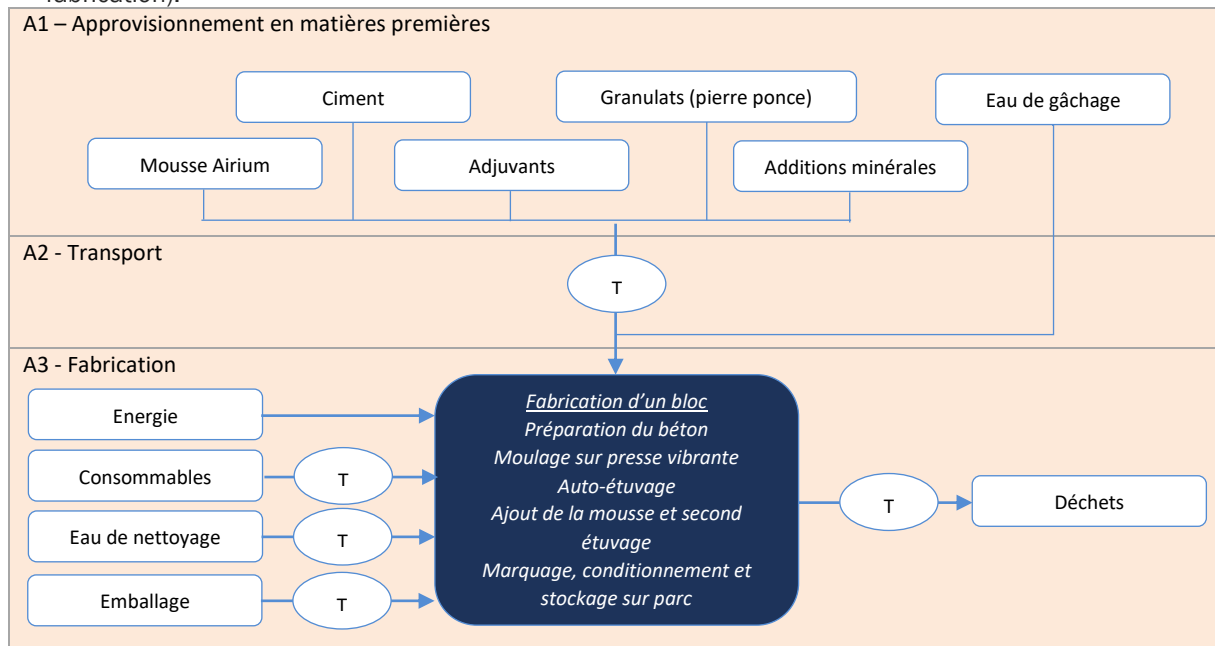 fabrication).
A1 – Approvisionnement en matières premières
Ciment
Granulats (pierre ponce)
Eau de gâchage
Mousse Airium
Adjuvants
Additions minérales
A2 - Transport
T
A3 - Fabrication
Energie
Consommables
T
Eau de nettoyage
T
Emballage
T
Fabrication d’un bloc
Préparation du béton
Moulage sur presse vibrante
Auto-étuvage
Ajout de la mousse et second
étuvage
Marquage, conditionnement et
stockage sur parc
T
Déchets